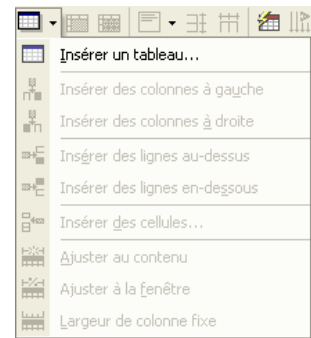 Insérer un tableau...
Insérer des colonnes à gauche
Insérer des colonnes à droite
Insérer des lignes au-dessus
Insérer des lignes en-dessous
Insérer des cellules...
Ajuster au contenu
Ajuster à la fenêtre
Largeur de colonne fixe